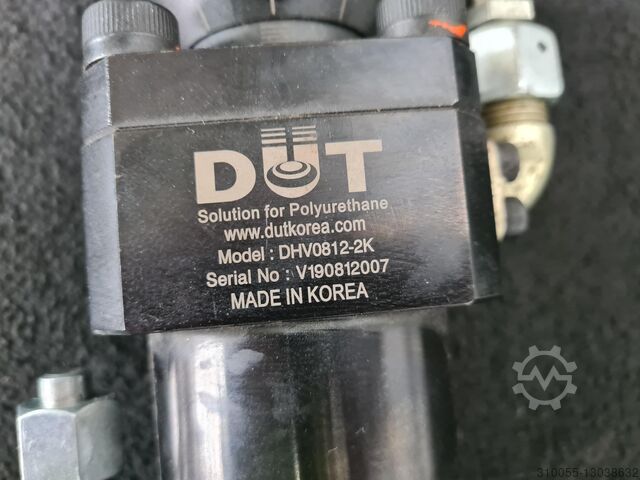 DUT
Solution for Polyurethane
www.dutkorea.com
Model : DHV0812-2K
Serial No : V190812007
MADE IN KOREA
310055-13038632